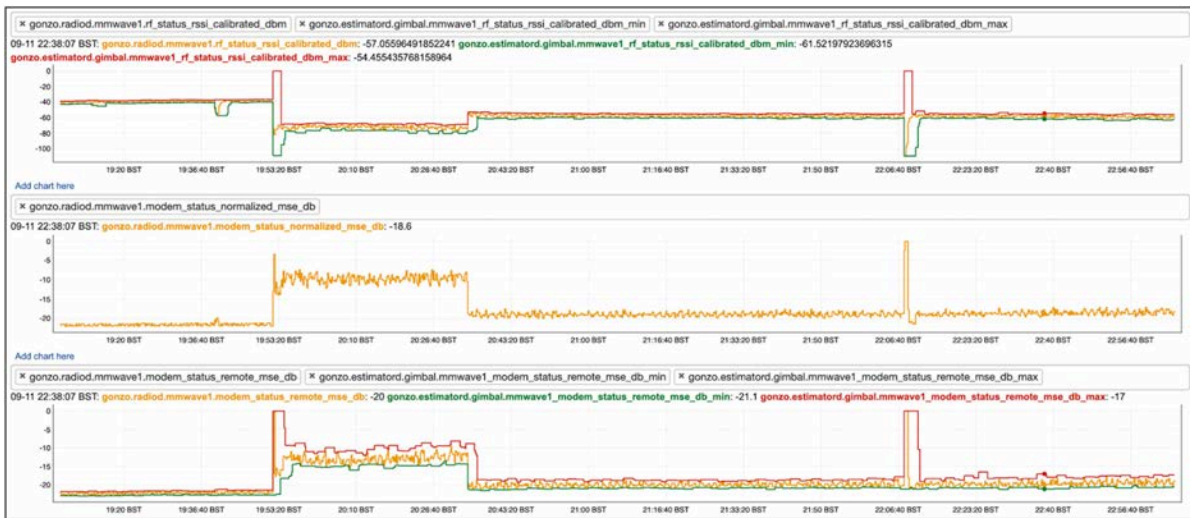 × gonzo.radiod.mmwave1.rf_status_rssi_calibrated_dbm × gonzo.estimatord.gimbal.mmwave1_rf_status_rssi_calibrated_dbm_min × gonzo.estimatord.gimbal.mmwave1_rf_status_rssi_calibrated_dbm_max
09-11 22:38:07 BST: gonzo.radiod.mmwave1.rf_status_rssi_calibrated_dbm: -57.05596491852241 gonzo.estimatord.gimbal.mmwave1_rf_status_rssi_calibrated_dbm_min: -61.52197923696315
gonzo.estimatord.gimbal.mmwave1_rf_status_rssi_calibrated_dbm_max: -54.455435768158964
0
-20
-40
-60
-80
-100
19:20 BST 19:36:40 BST 19:53:20 BST 20:10 BST 20:26:40 BST 20:43:20 BST 21:00 BST 21:16:40 BST 21:33:20 BST 21:50 BST 22:06:40 BST 22:23:20 BST 22:40 BST 22:56:40 BST
Add chart here
× gonzo.radiod.mmwave1.modem_status_normalized_mse_db
09-11 22:38:07 BST: gonzo.radiod.mmwave1.modem_status_normalized_mse_db: -18.6
0
-5
-10
-15
-20
19:20 BST 19:36:40 BST 19:53:20 BST 20:10 BST 20:26:40 BST 20:43:20 BST 21:00 BST 21:16:40 BST 21:33:20 BST 21:50 BST 22:06:40 BST 22:23:20 BST 22:40 BST 22:56:40 BST
Add chart here
× gonzo.radiod.mmwave1.modem_status_remote_mse_db × gonzo.estimatord.gimbal.mmwave1_modem_status_remote_mse_db_min × gonzo.estimatord.gimbal.mmwave1_modem_status_remote_mse_db_max
09-11 22:38:07 BST: gonzo.radiod.mmwave1.modem_status_remote_mse_db: -20 gonzo.estimatord.gimbal.mmwave1_modem_status_remote_mse_db_min: -21.1 gonzo.estimatord.gimbal.mmwave1_modem_status_remote_mse_db_max: -17
0
-5
-10
-15
-20
19:20 BST 19:36:40 BST 19:53:20 BST 20:10 BST 20:26:40 BST 20:43:20 BST 21:00 BST 21:16:40 BST 21:33:20 BST 21:50 BST 22:06:40 BST 22:23:20 BST 22:40 BST 22:56:40 BST